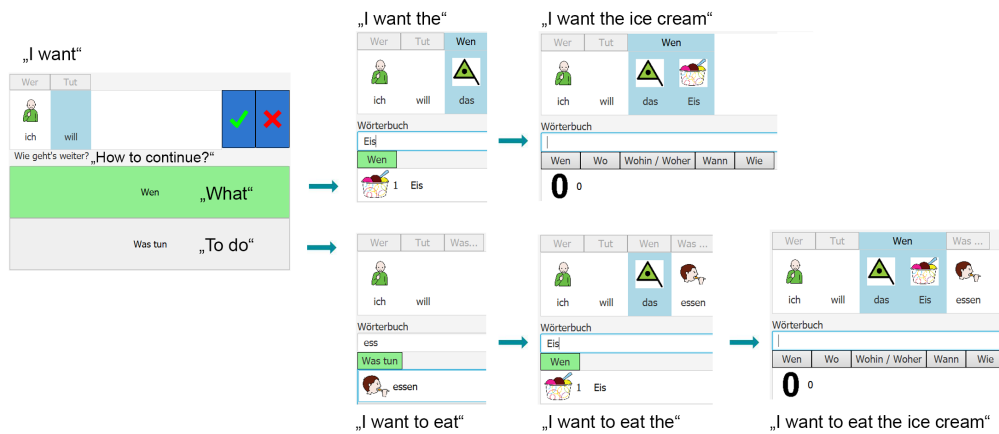 „I want“
Wer Tut
ich will
Wie geht's weiter? „How to continue?“
Wen „What“
Was tun „To do“
„I want the“
Wer Tut Wen
ich will das
Wörterbuch
Eis
Wen
1 Eis
„I want the ice cream“
Wer Tut Wen
ich will das Eis
Wörterbuch
Wen Wo Wohin / Woher Wann Wie
0 0
Wer Tut Was...
ich will
Wörterbuch
ess
Was tun
essen
„I want to eat“
Wer Tut Wen Was ...
ich will das essen
Wörterbuch
Eis
Wen
1 Eis
„I want to eat the“
Wer Tut Wen Was ...
ich will das Eis essen
Wörterbuch
Wen Wo Wohin / Woher Wann Wie
0 0
„I want to eat the ice cream“